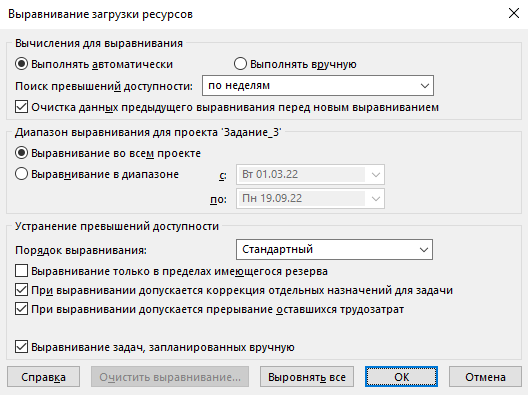 Выравнивание загрузки ресурсов
Вычисления для выравнивания
Выполнять автоматически Выполнять вручную
Поиск превышений доступности: по неделям
Очистка данных предыдущего выравнивания перед новым выравниванием
Диапазон выравнивания для проекта 'Задание_3'
Выравнивание во всем проекте
Выравнивание в диапазоне с: Вт 01.03.22
по: Пн 19.09.22
Устранение превышений доступности
Порядок выравнивания: Стандартный
Выравнивание только в пределах имеющегося резерва
При выравнивании допускается коррекция отдельных назначений для задачи
При выравнивании допускается прерывание оставшихся трудозатрат
Выравнивание задач, запланированных вручную
Справка Очистить выравнивание... Выровнять все ОК Отмена